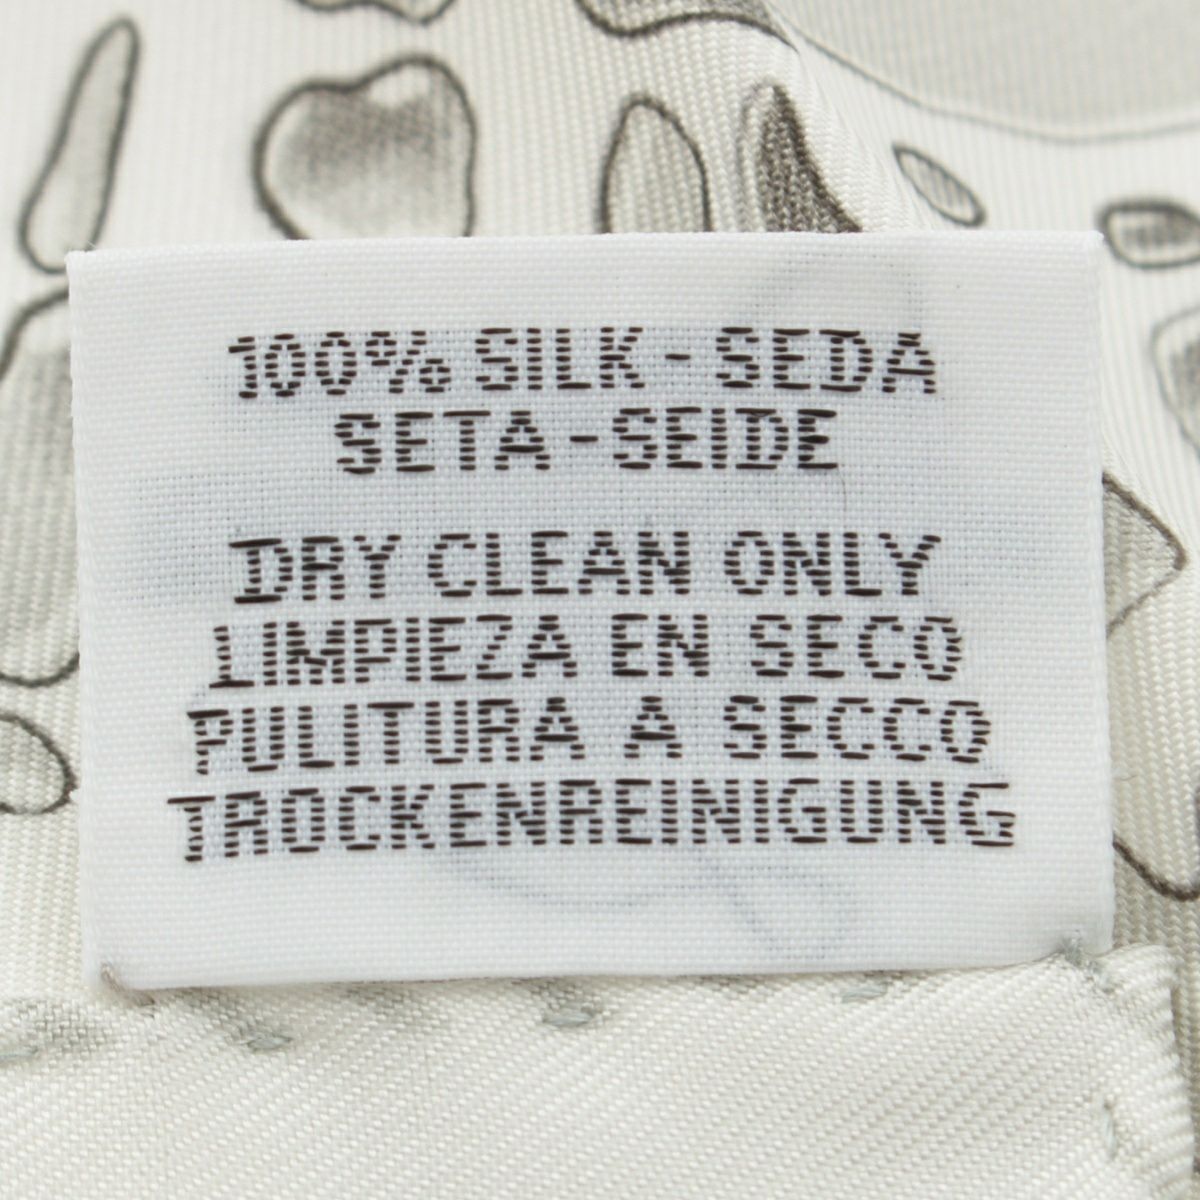 100% SILK - SEDA
SETA - SEIDE
DRY CLEAN ONLY
LIMPIEZA EN SECO
PULITURA A SECCO
TROCKENREINIGUNG